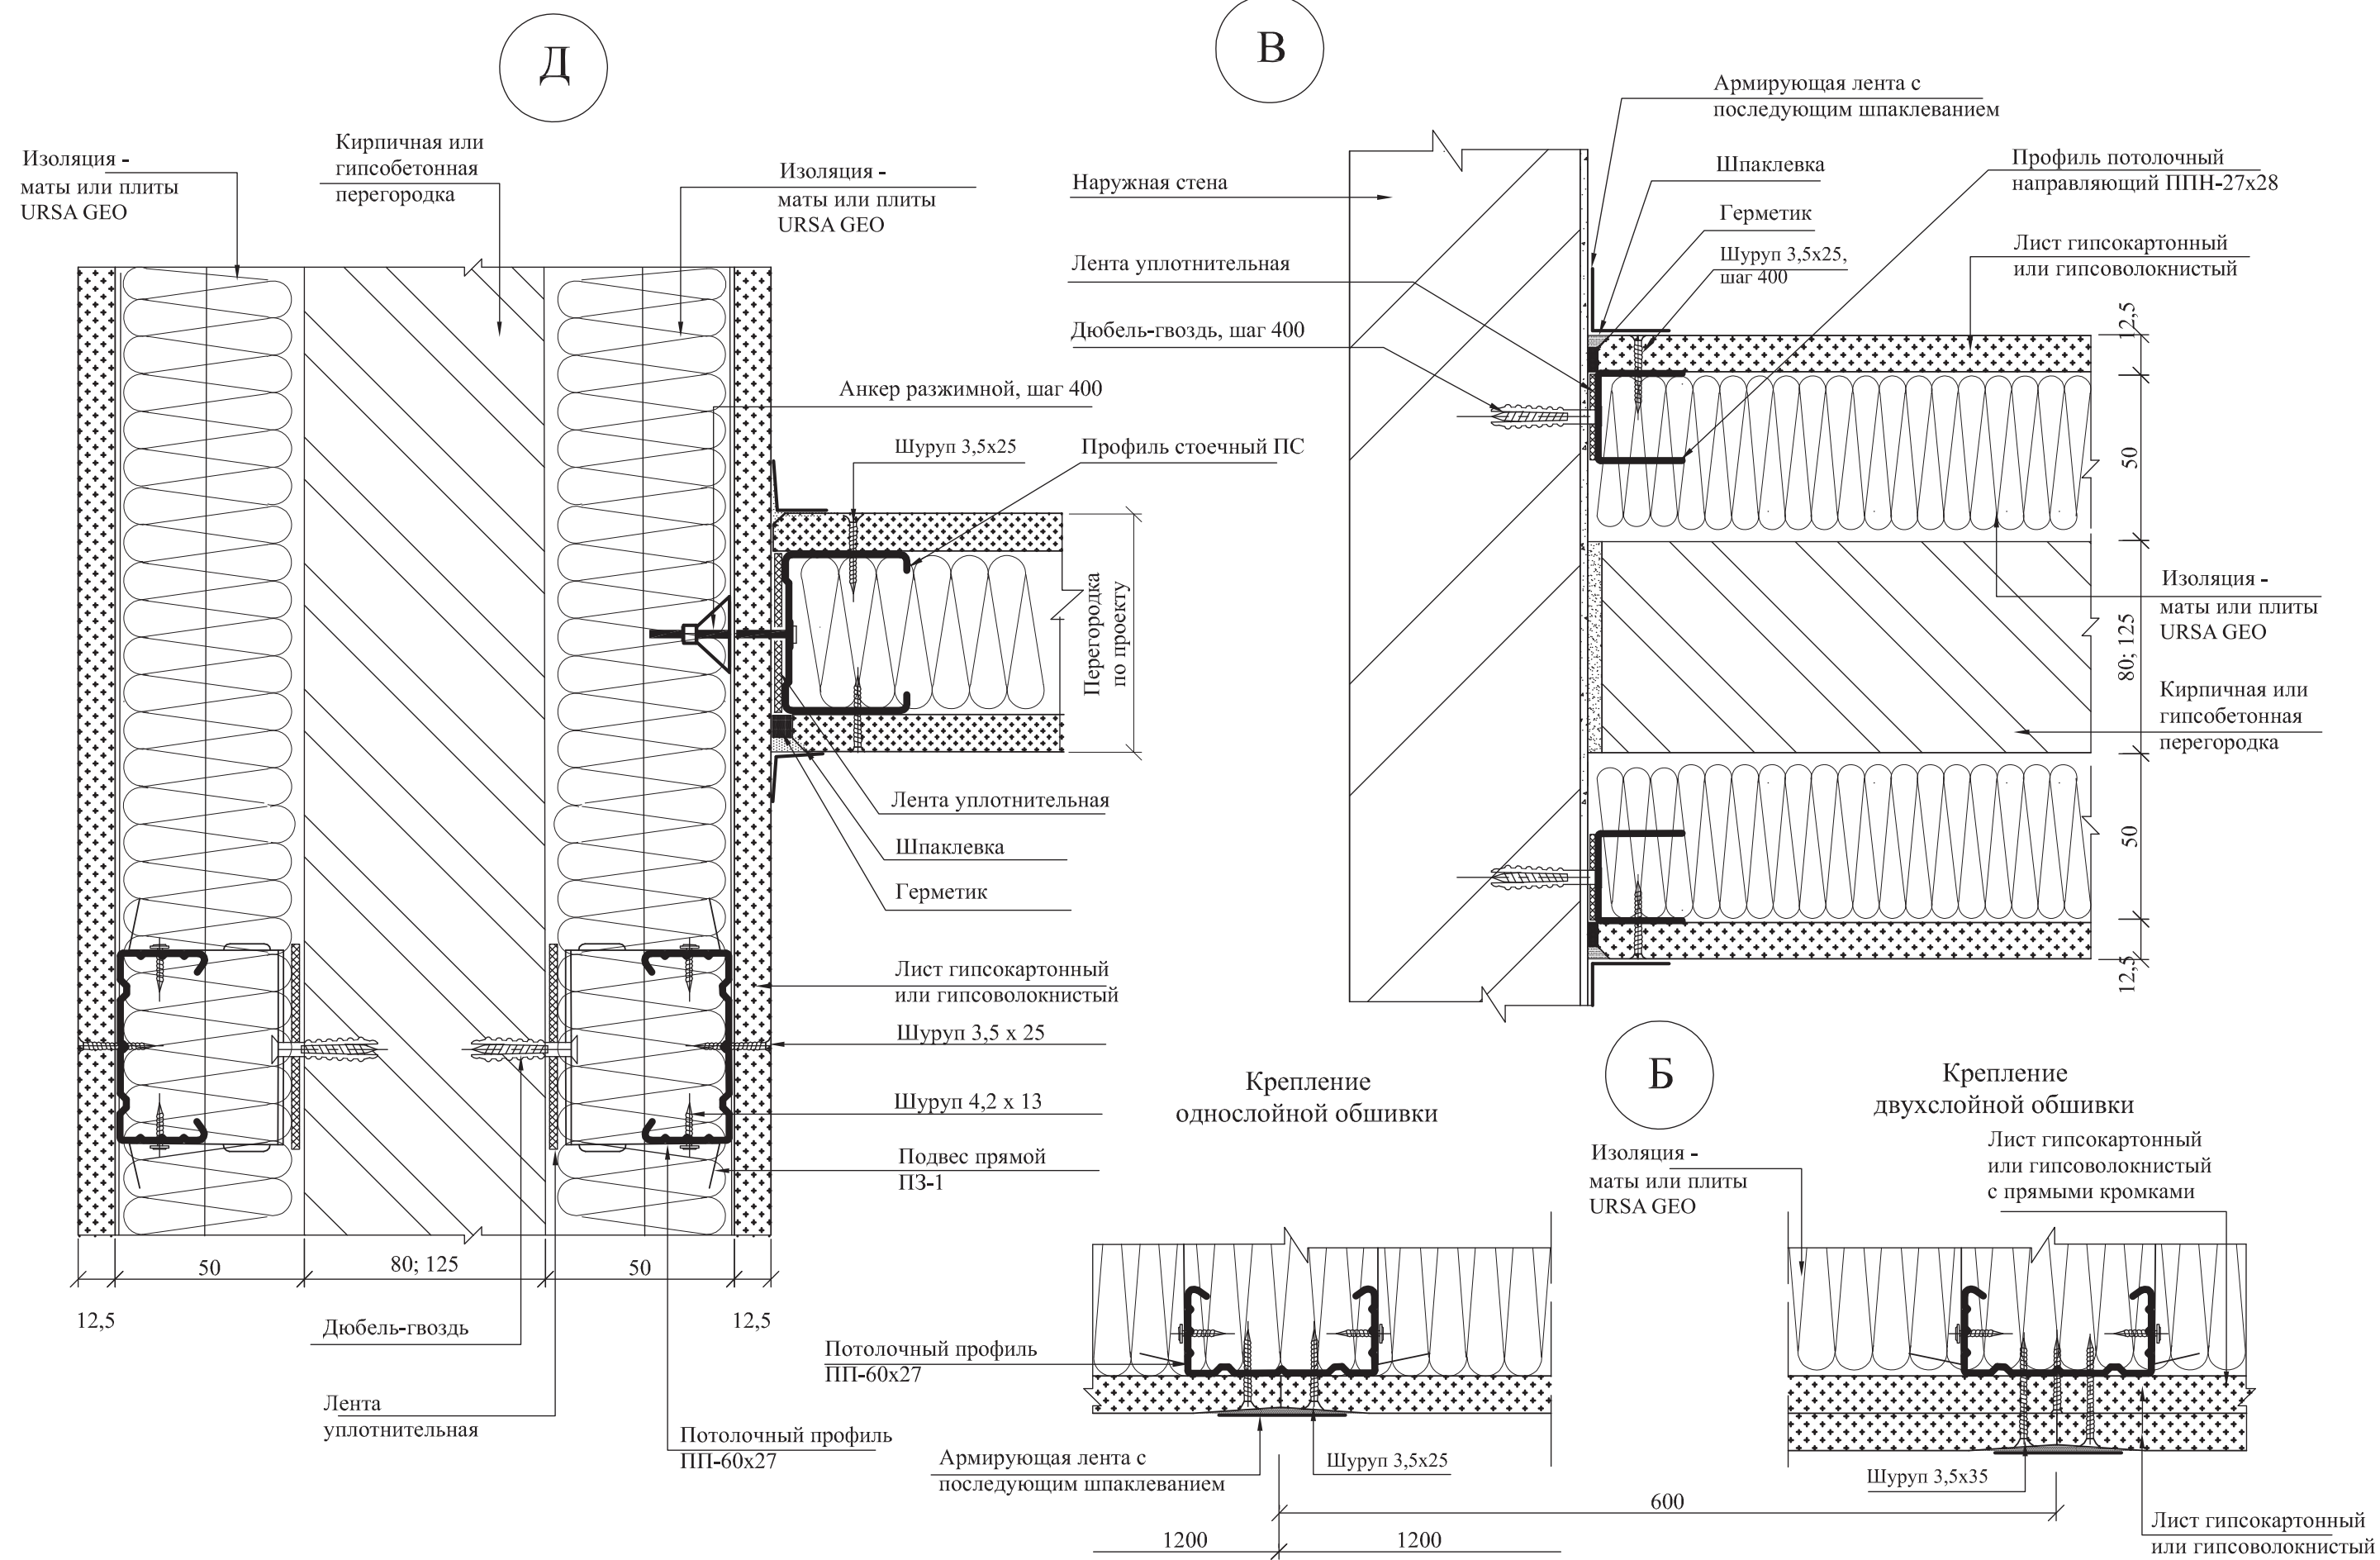 Д
Изоляция -
маты или плиты
URSA GEO
Кирпичная или
гипсобетонная
перегородка
Изоляция -
маты или плиты
URSA GEO
Анкер разжимной, шаг 400
Шуруп 3,5х25
Профиль стоечный ПС
Перегородка
по проекту
Лента уплотнительная
Шпаклевка
Герметик
Лист гипсокартонный
или гипсоволокнистый
Шуруп 3,5 х 25
Шуруп 4,2 х 13
Подвес прямой
ПЗ-1
50
80; 125
50
12,5
12,5
Дюбель-гвоздь
Лента
уплотнительная
Потолочный профиль
ПП-60х27
В
Армирующая лента с
последующим шпаклеванием
Наружная стена
Шпаклевка
Профиль потолочный
направляющий ППН-27х28
Герметик
Лента уплотнительная
Шуруп 3,5х25,
шаг 400
Лист гипсокартонный
или гипсоволокнистый
Дюбель-гвоздь, шаг 400
12,5
50
Изоляция -
маты или плиты
URSA GEO
80; 125
Кирпичная или
гипсобетонная
перегородка
50
12,5
Б
Крепление
однослойной обшивки
Крепление
двухслойной обшивки
Изоляция -
маты или плиты
URSA GEO
Лист гипсокартонный
или гипсоволокнистый
с прямыми кромками
Потолочный профиль
ПП-60х27
Армирующая лента с
последующим шпаклеванием
Шуруп 3,5х25
Шуруп 3,5х35
600
1200
1200
Лист гипсокартонный
или гипсоволокнистый